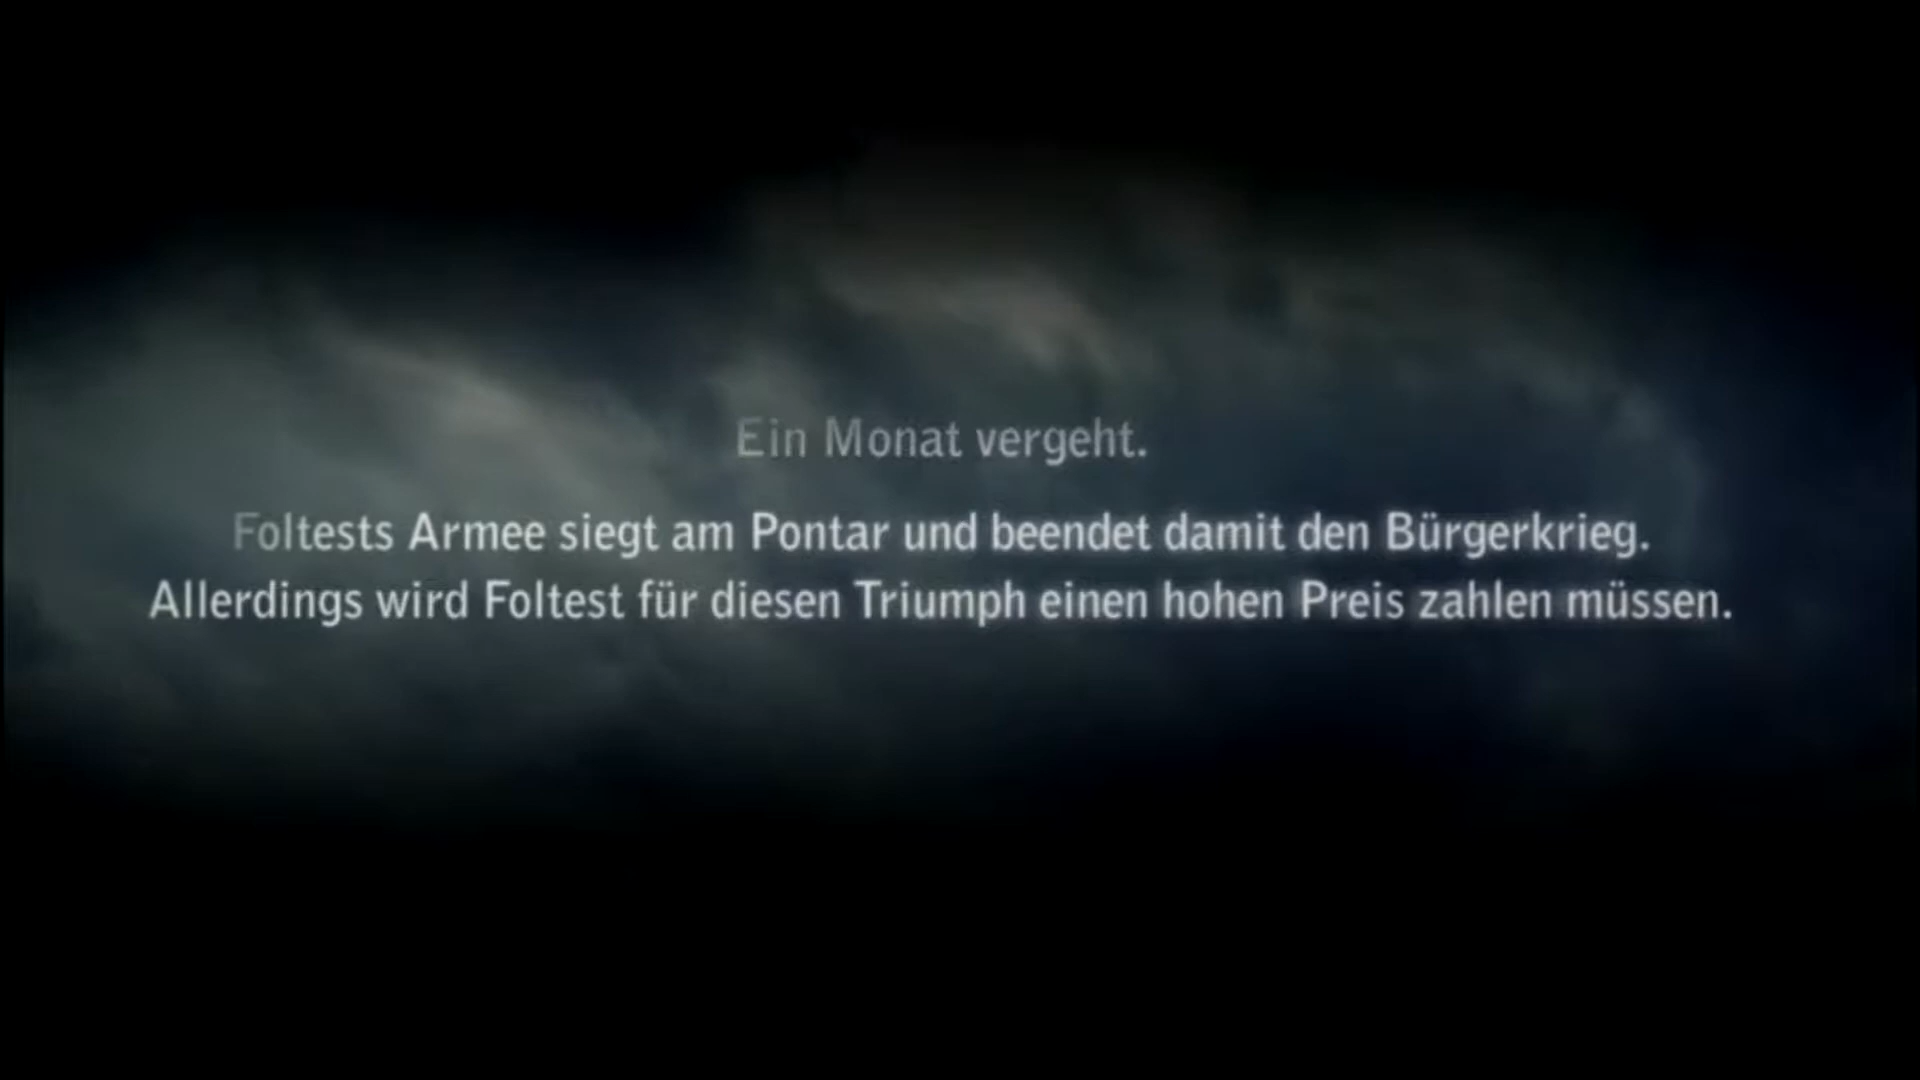 Ein Monat vergeht.
Foltests Armee siegt am Pontar und beendet damit den Bürgerkrieg.
Allerdings wird Foltest für diesen Triumph einen hohen Preis zahlen müssen.